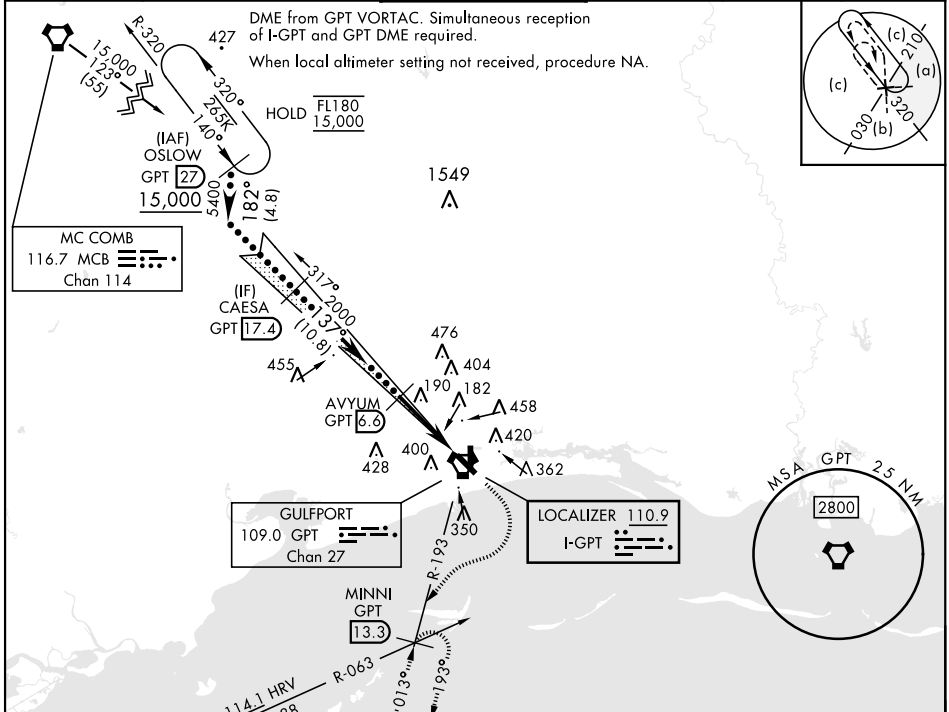 DME from GPT VORTAC. Simultaneous reception
of I-GPT and GPT DME required.
When local altimeter setting not received, procedure NA.
R-320
427
15,000
123°
(55)
320°
265K
140°
HOLD
FL180
15,000
(IAF)
OSLOW
GPT 27
15,000
5400
182°
(4.8)
1549
MC COMB
116.7 MCB
Chan 114
317°
2000
137°
(10.8)
(IF)
CAESA
GPT 17.4
455
476
404
190
182
458
AVYUM
GPT 6.6
420
428
400
362
350
GULFPORT
109.0 GPT
Chan 27
LOCALIZER 110.9
I-GPT
R-193
MINNI
GPT
13.3
R-063
114.1 HRV
013°
193°
(c)
210
(a)
(c)
030
(b)
320
MSA GPT 25 NM
2800